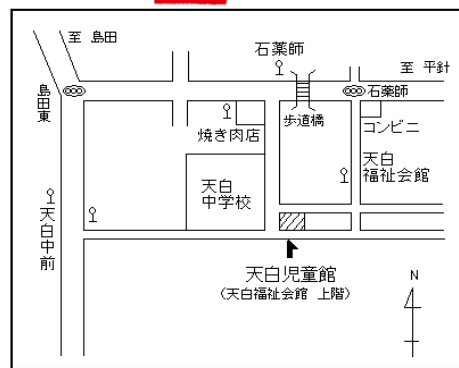 至 島田
石薬師
至 平針
島田東
石薬師
歩道橋
コンビニ
焼き肉店
天白
福祉会館
天白
中学校
天白中前
天白児童館
(天白福祉会館 上階)
N